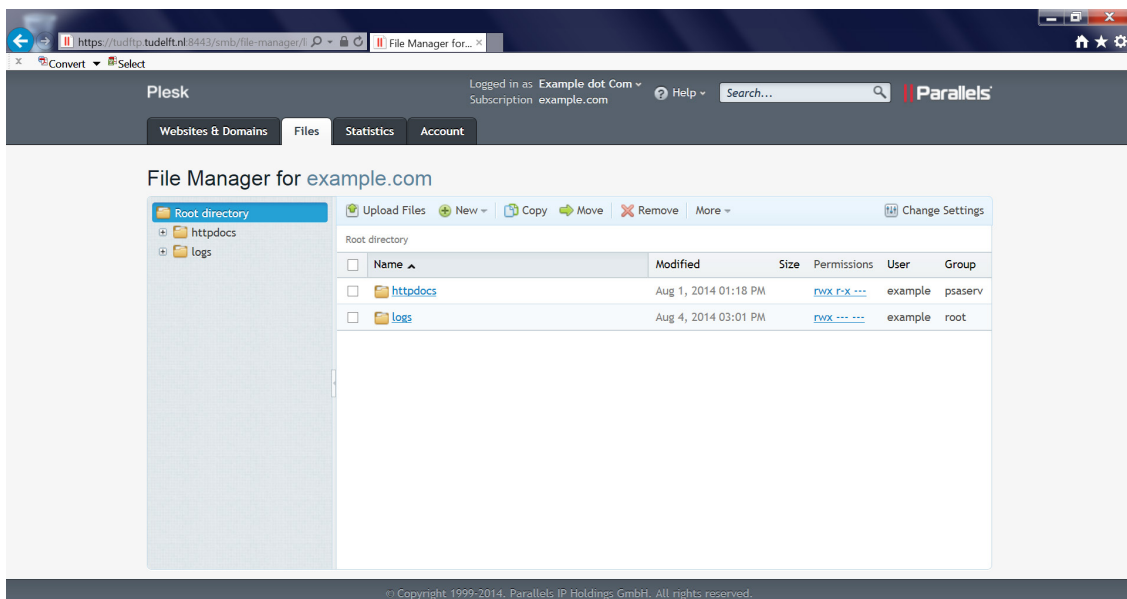 https://tudftp.tudelft.nl:8443/smb/file-manager/li
File Manager for... ×
x Convert Select
Plesk
Logged in as Example dot Com
Subscription example.com
Help
Search...
Parallels
Websites & Domains Files Statistics Account
File Manager for example.com
Root directory
httpdocs
logs
Upload Files New Copy Move Remove More Change Settings
Root directory
Name Modified Size Permissions User Group
httpdocs Aug 1, 2014 01:18 PM rwx r-x --- example psaserv
logs Aug 4, 2014 03:01 PM rwx --- --- example root
© Copyright 1999-2014. Parallels IP Holdings GmbH. All rights reserved.